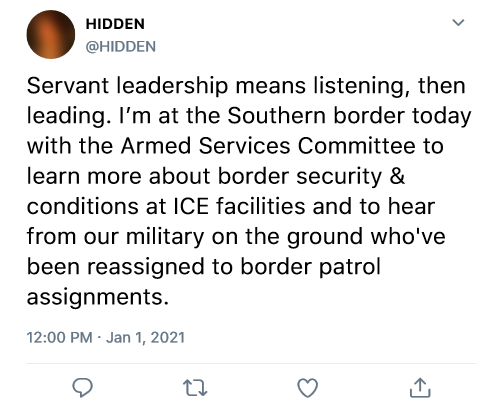 HIDDEN
@HIDDEN
Servant leadership means listening, then
leading. I’m at the Southern border today
with the Armed Services Committee to
learn more about border security &
conditions at ICE facilities and to hear
from our military on the ground who've
been reassigned to border patrol
assignments.
12:00 PM · Jan 1, 2021